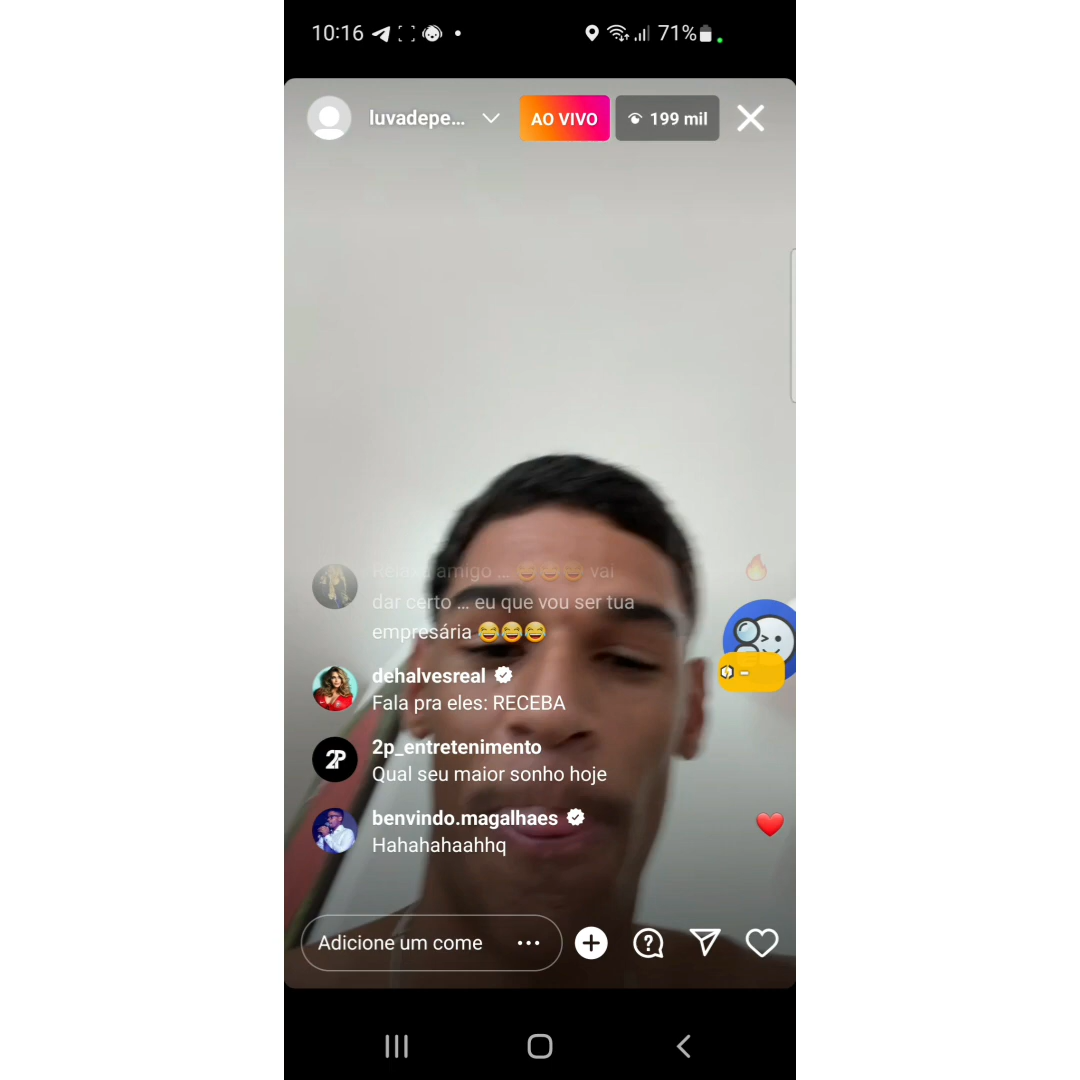 10:16
71%
luvadepe...
AO VIVO
199 mil
Relaxa amigo ... 😂😂😂 vai
dar certo ... eu que vou ser tua
empresária 😂😂😂
dehalvesreal
Fala pra eles: RECEBA
2P
2p_entretenimento
Qual seu maior sonho hoje
benvindo.magalhaes
Hahahahaahhq
Adicione um come